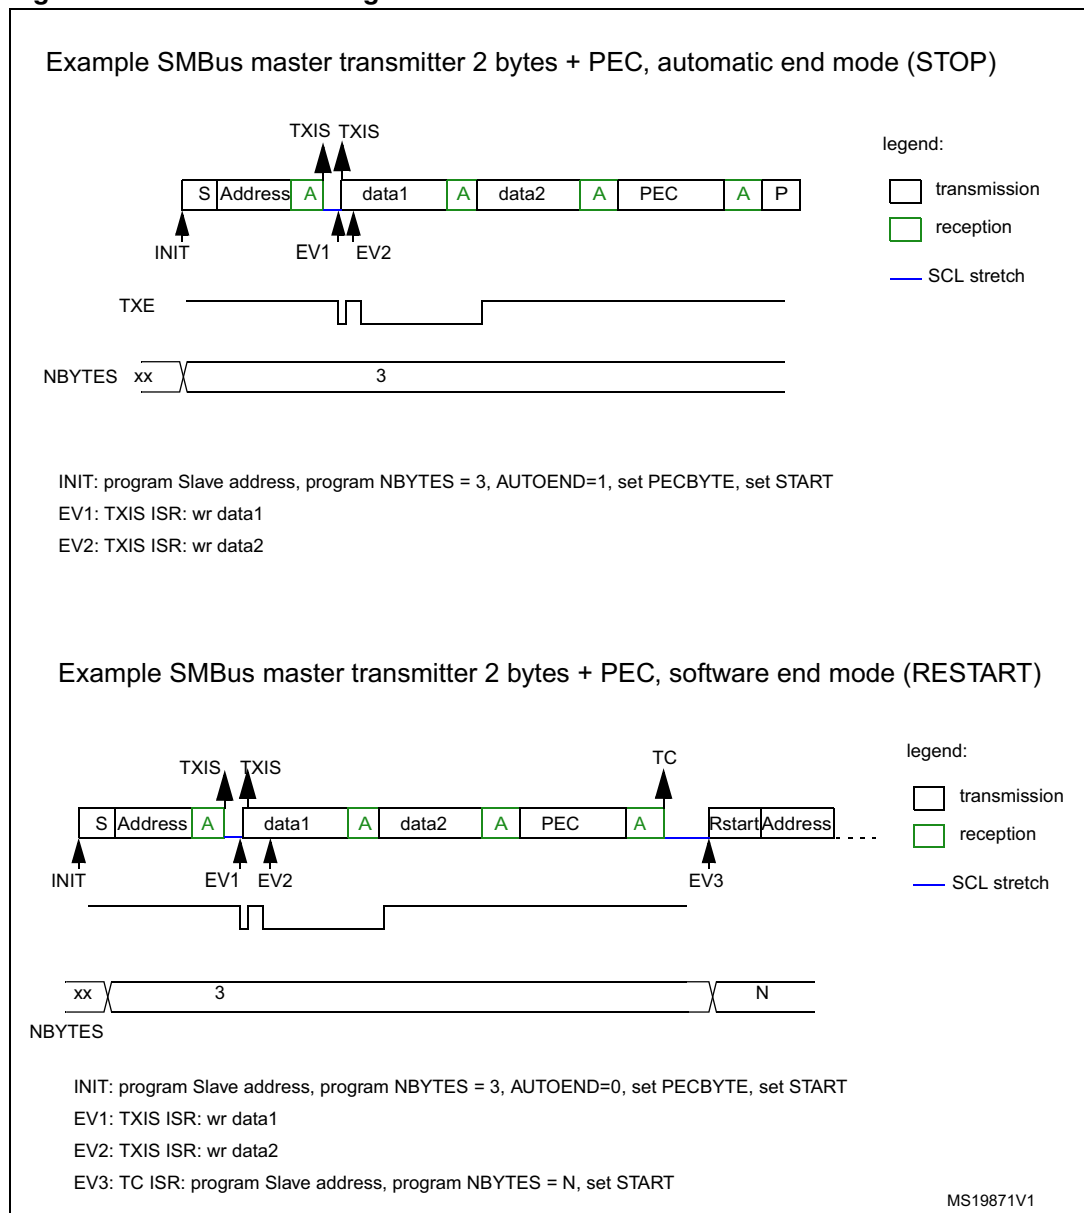 Example SMBus master transmitter 2 bytes + PEC, automatic end mode (STOP)
TXIS TXIS
legend:
transmission
reception
SCL stretch
S Address A data1 A data2 A PEC A P
INIT EV1 EV2
TXE
NBYTES xx 3
INIT: program Slave address, program NBYTES = 3, AUTOEND=1, set PECBYTE, set START
EV1: TXIS ISR: wr data1
EV2: TXIS ISR: wr data2
Example SMBus master transmitter 2 bytes + PEC, software end mode (RESTART)
TXIS TXIS TC
legend:
transmission
reception
SCL stretch
S Address A data1 A data2 A PEC A Rstart Address
INIT EV1 EV2 EV3
xx 3 N
NBYTES
INIT: program Slave address, program NBYTES = 3, AUTOEND=0, set PECBYTE, set START
EV1: TXIS ISR: wr data1
EV2: TXIS ISR: wr data2
EV3: TC ISR: program Slave address, program NBYTES = N, set START
MS19871V1